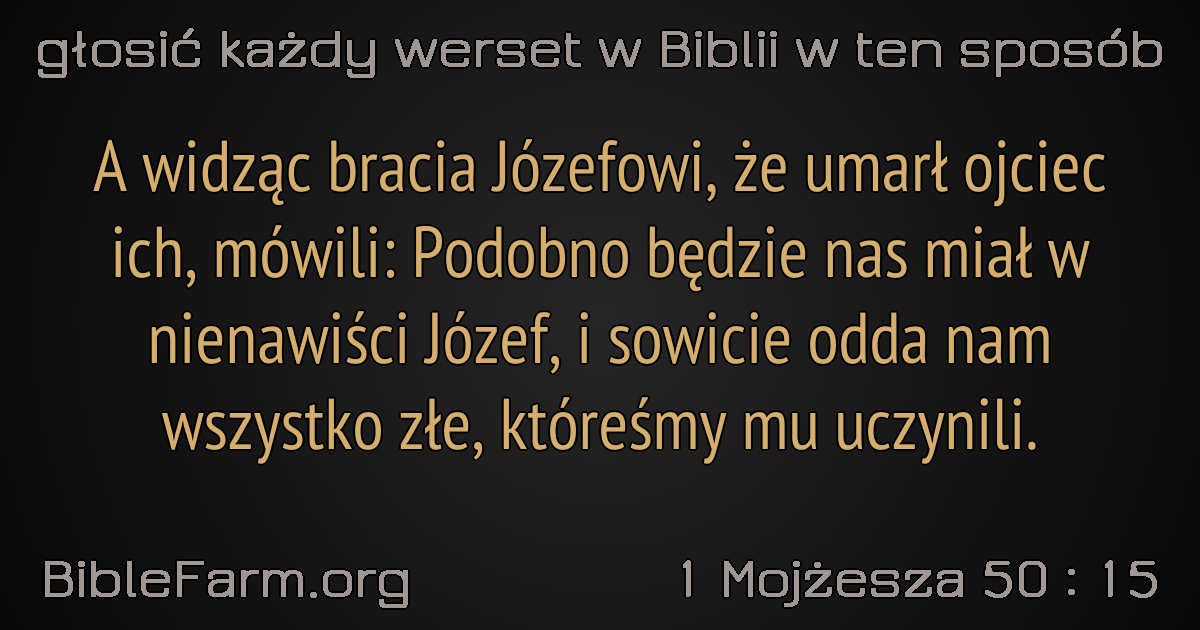 głosić każdy werset w Biblii w ten sposób
A widząc bracia Józefowi, że umarł ojciec
ich, mówili: Podobno będzie nas miał w
nienawiści Józef, i sowicie odda nam
wszystko złe, któreśmy mu uczynili.
BibleFarm.org
1 Mojżesza 50 : 15